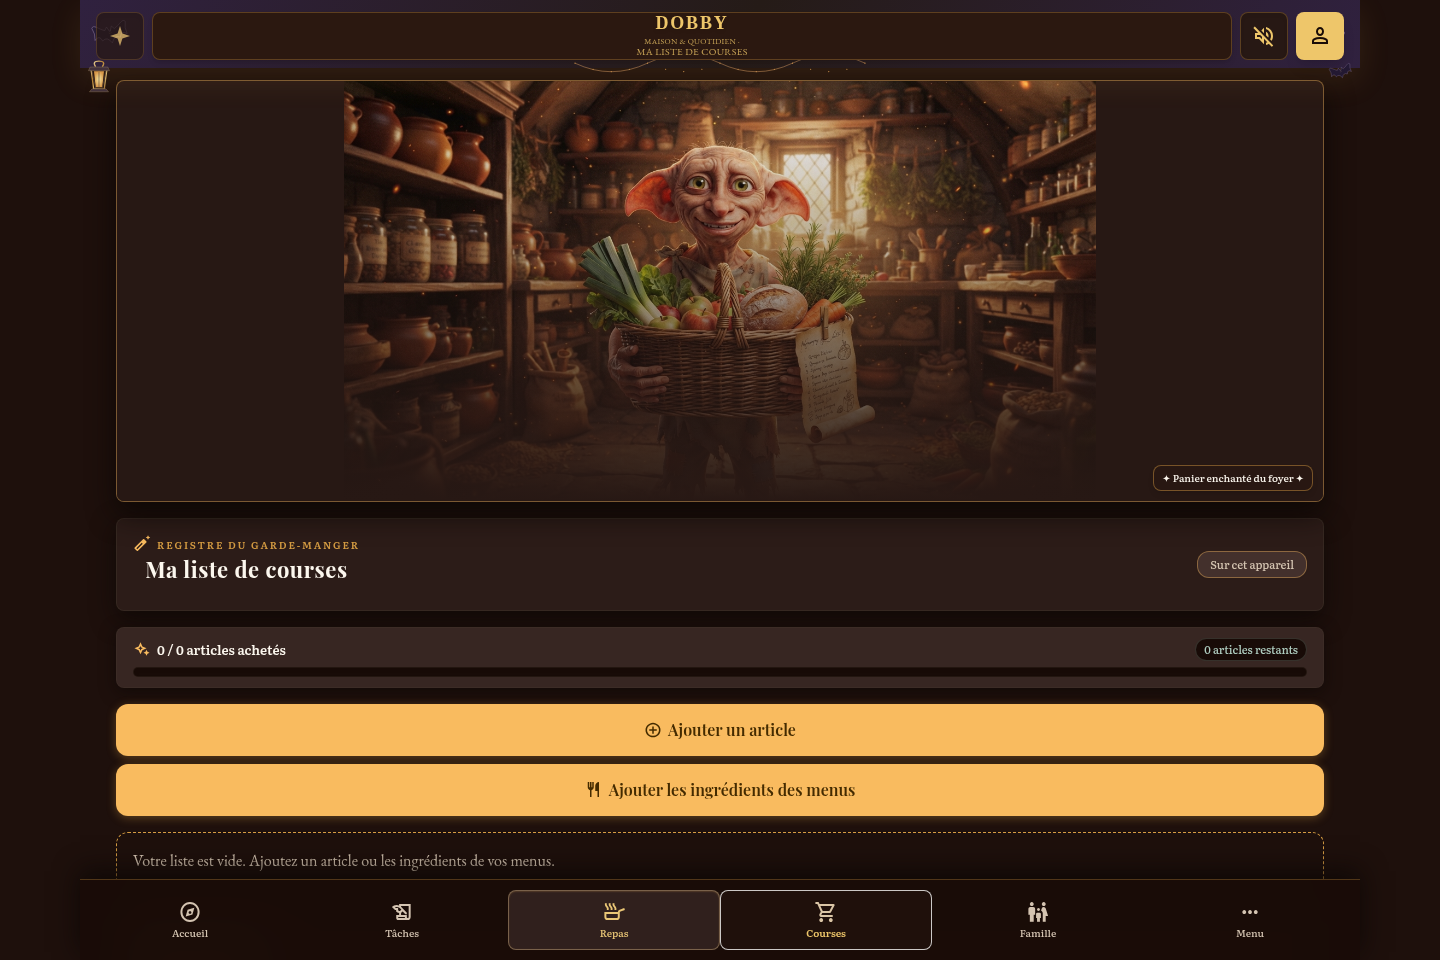 DOBBY
MAISON & QUOTIDIEN ·
MA LISTE DE COURSES
✦ Panier enchanté du foyer ✦
REGISTRE DU GARDE-MANGER
Ma liste de courses
Sur cet appareil
0 / 0 articles achetés
0 articles restants
Ajouter un article
Ajouter les ingrédients des menus
Votre liste est vide. Ajoutez un article ou les ingrédients de vos menus.
Accueil
Tâches
Repas
Courses
Famille
Menu